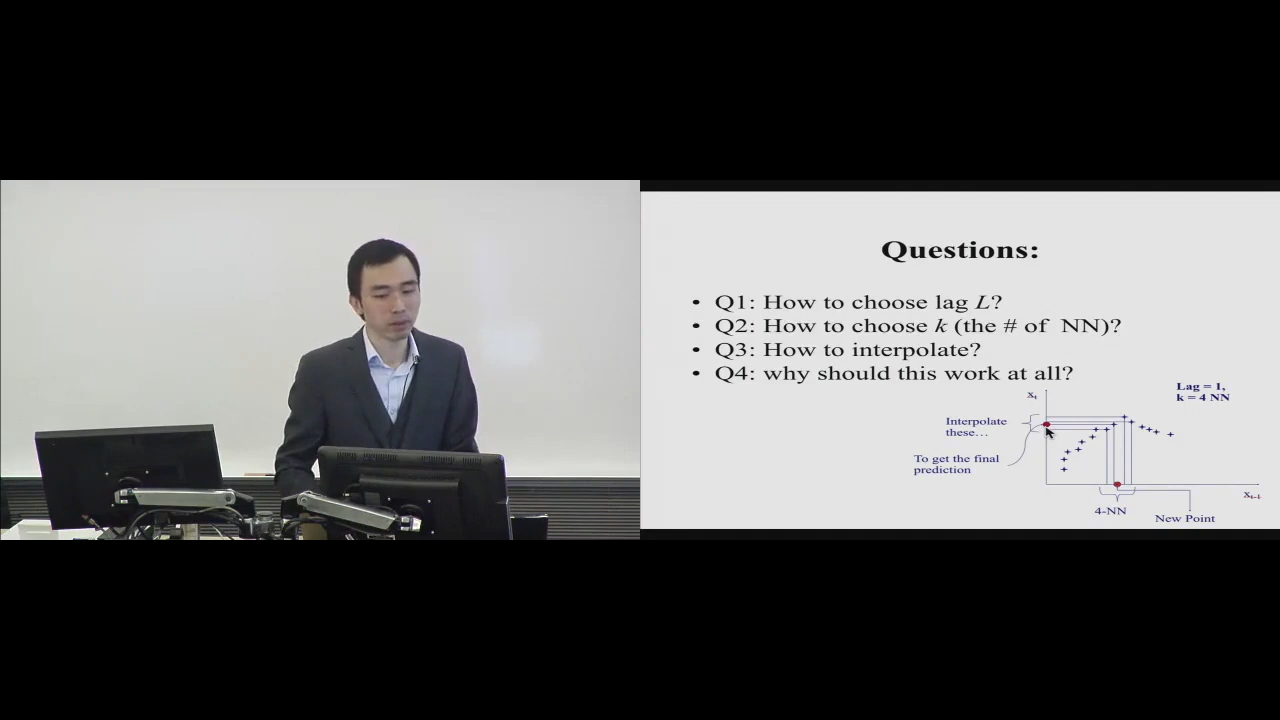 Questions:
• Q1: How to choose lag L?
• Q2: How to choose k (the # of NN)?
• Q3: How to interpolate?
• Q4: why should this work at all?
Lag = 1,
k = 4 NN
xt
Interpolate
these…
To get the final
prediction
4-NN
New Point
xt-1